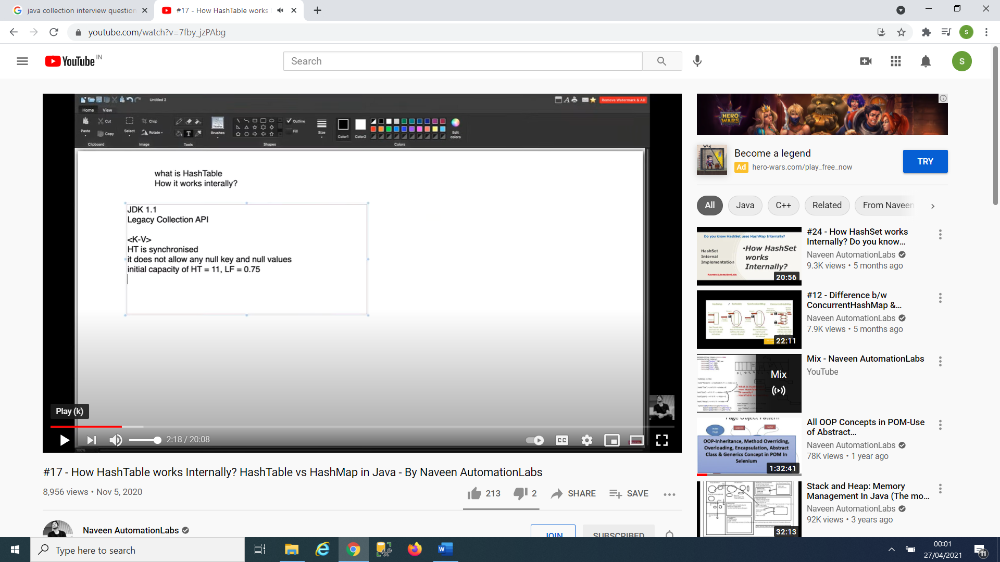 java collection interview question
#17 - How HashTable works
youtube.com/watch?v=7fby_jzPAbg
S
YouTube IN
Search
S
Untitled 2
Remove Watermark & AD
Home View
Paste
Cut
Copy
Clipboard
Select
Crop
Rotate
Image
Tools
Brushes
Shapes
Outline
Fill
Size
Color1
Color2
Colors
Edit colors
what is HashTable
How it works interally?
JDK 1.1
Legacy Collection API
<K-V>
HT is synchronised
it does not allow any null key and null values
initial capacity of HT = 11, LF = 0.75
Play (k)
2:18 / 20:08
CC
100%
#17 - How HashTable works Internally? HashTable vs HashMap in Java - By Naveen AutomationLabs
8,956 views • Nov 5, 2020
213
2
SHARE
SAVE
Naveen AutomationLabs
JOIN
SUBSCRIBED
HERO WARS
Become a legend
Ad hero-wars.com/play_free_now
TRY
All
Java
C++
Related
From Naveen
Do you know HashSet uses HashMap Internally?
HashSet
Internal
Implementation
•How HashSet
works
Internally?
Naveen AutomationLabs
20:56
#24 - How HashSet works
Internally? Do you know...
Naveen AutomationLabs
9.3K views • 5 months ago
22:11
#12 - Difference b/w
ConcurrentHashMap &...
Naveen AutomationLabs
7.9K views • 5 months ago
Mix
Mix - Naveen AutomationLabs
YouTube
Page Object Pattern
OOP-Inheritance, Method Overriding,
Overloading, Encapsulation, Abstract
Class & Generics Concept in POM In
Selenium
1:32:41
All OOP Concepts in POM-Use
of Abstract...
Naveen AutomationLabs
78K views • 1 year ago
32:13
Stack and Heap: Memory
Management In Java (The mo...
Naveen AutomationLabs
92K views • 3 years ago
Type here to search
00:01
27/04/2021
11